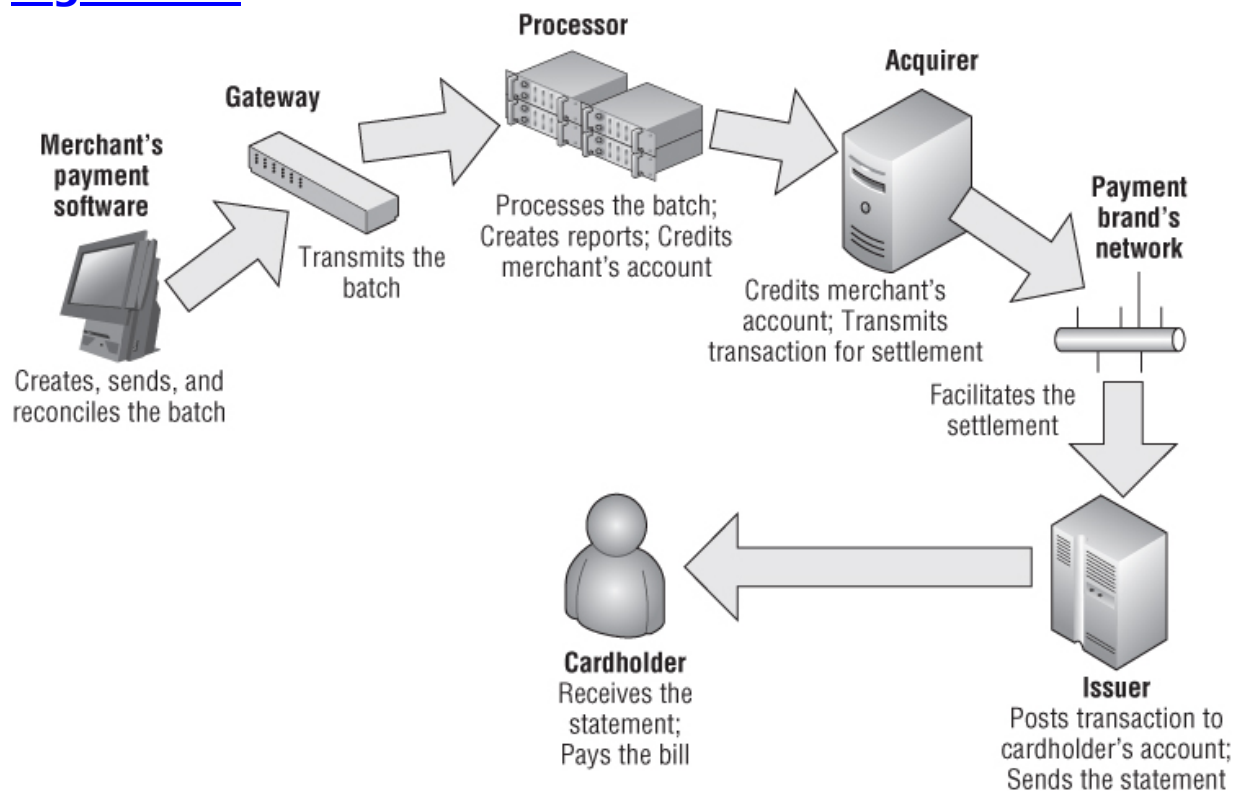 Processor
Acquirer
Gateway
Merchant's
payment
software
Payment
brand's
network
Processes the batch;
Creates reports; Credits
merchant's account
Transmits the
batch
Credits merchant's
account; Transmits
transaction for settlement
Creates, sends, and
reconciles the batch
Facilitates the
settlement
Cardholder
Receives the
statement;
Pays the bill
Issuer
Posts transaction to
cardholder's account;
Sends the statement